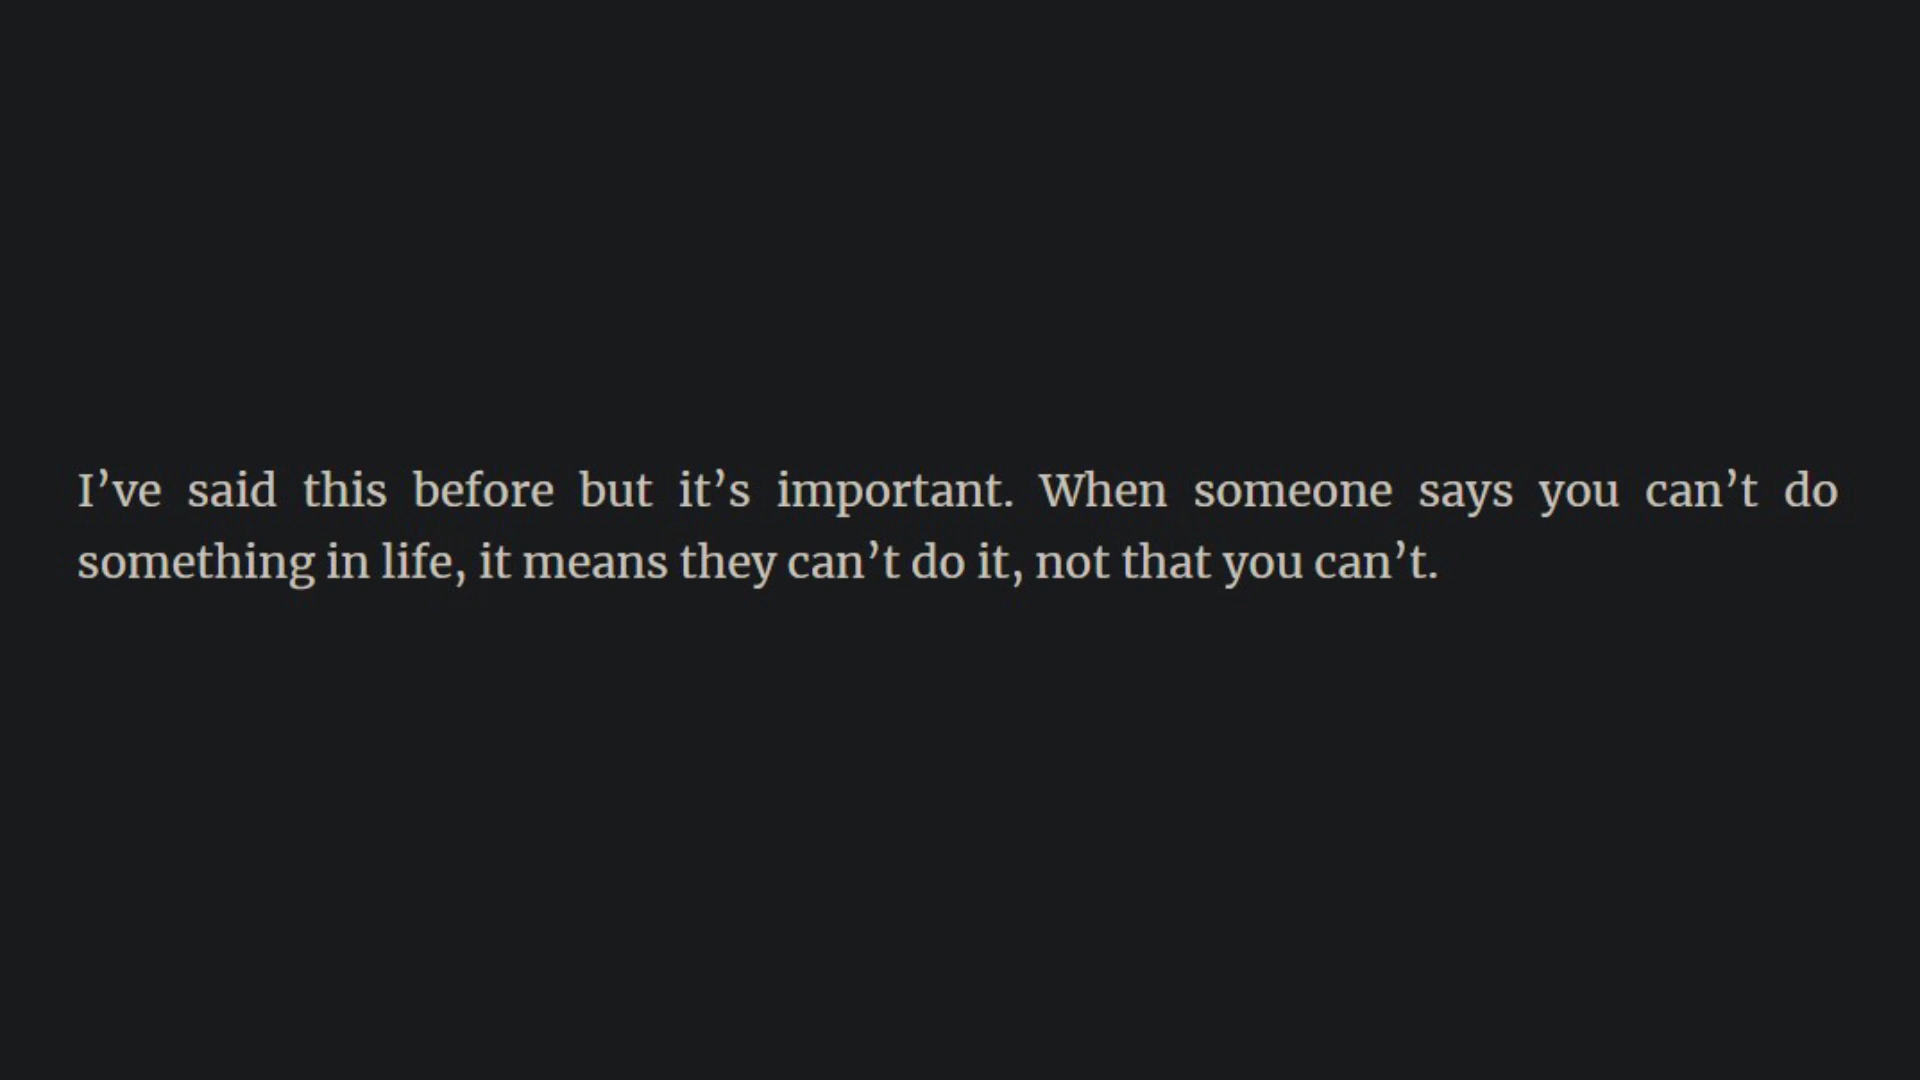 I’ve said this before but it’s important. When someone says you can’t do
something in life, it means they can’t do it, not that you can’t.